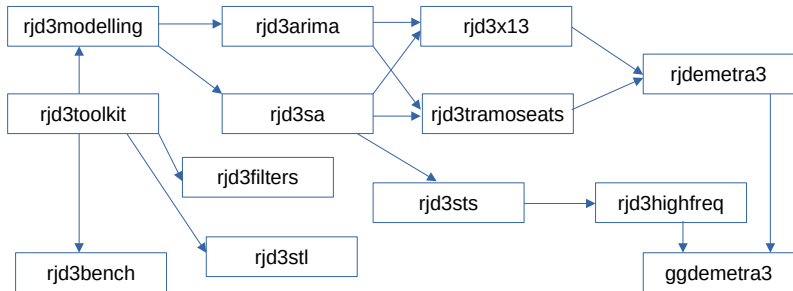 rjd3modelling
rjd3arima
rjd3x13
rjdemetra3
rjd3toolkit
rjd3sa
rjd3tramoseats
rjd3filters
rjd3sts
rjd3highfreq
rjd3stl
rjd3bench
ggdemetra3